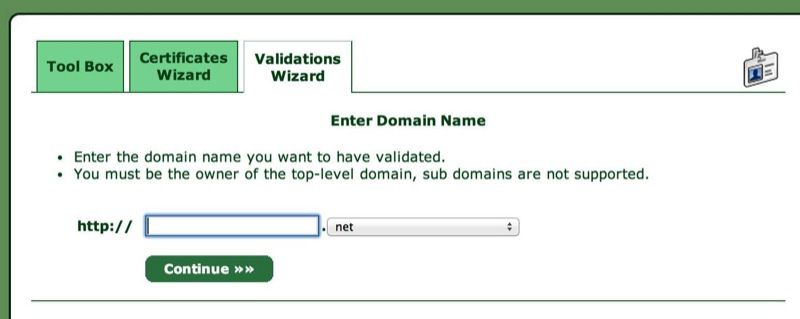 Tool Box
Certificates
Wizard
Validations
Wizard
Enter Domain Name
• Enter the domain name you want to have validated.
• You must be the owner of the top-level domain, sub domains are not supported.
http:// . net
Continue »»